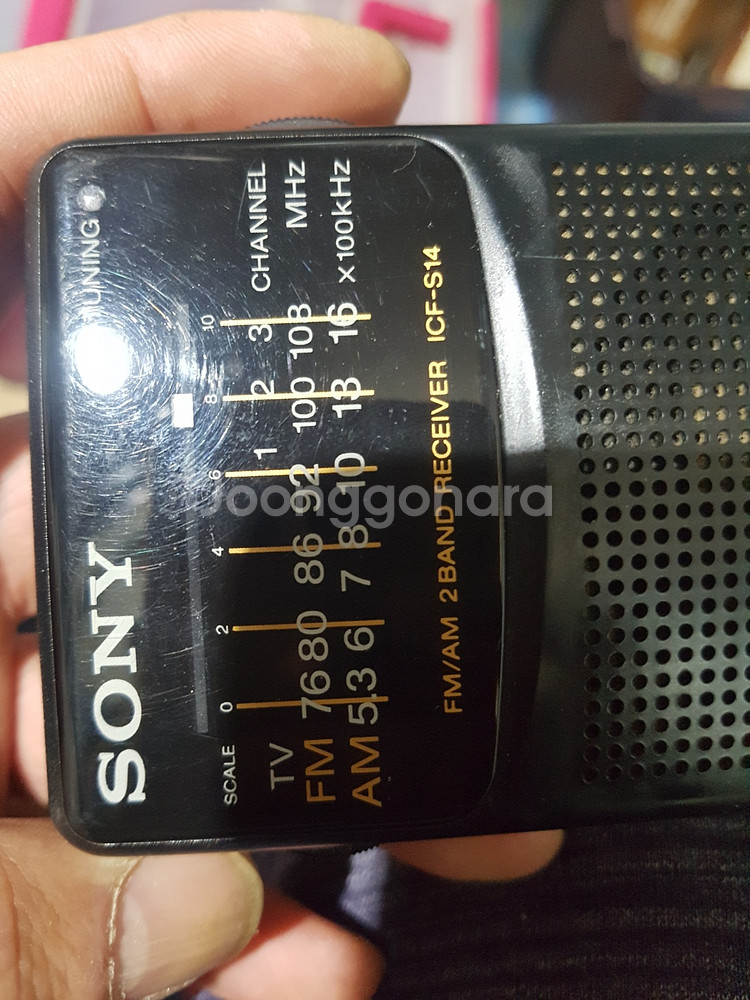 SONY TUNING
SCALE 0 2 4 6 8 10
TV 1 2 3 CHANNEL
FM 76 80 86 92 100 108 MHz
AM 5.3 6 7 8 10 13 16 ×100kHz
FM/AM 2 BAND RECEIVER ICF-S14
Joonggonara